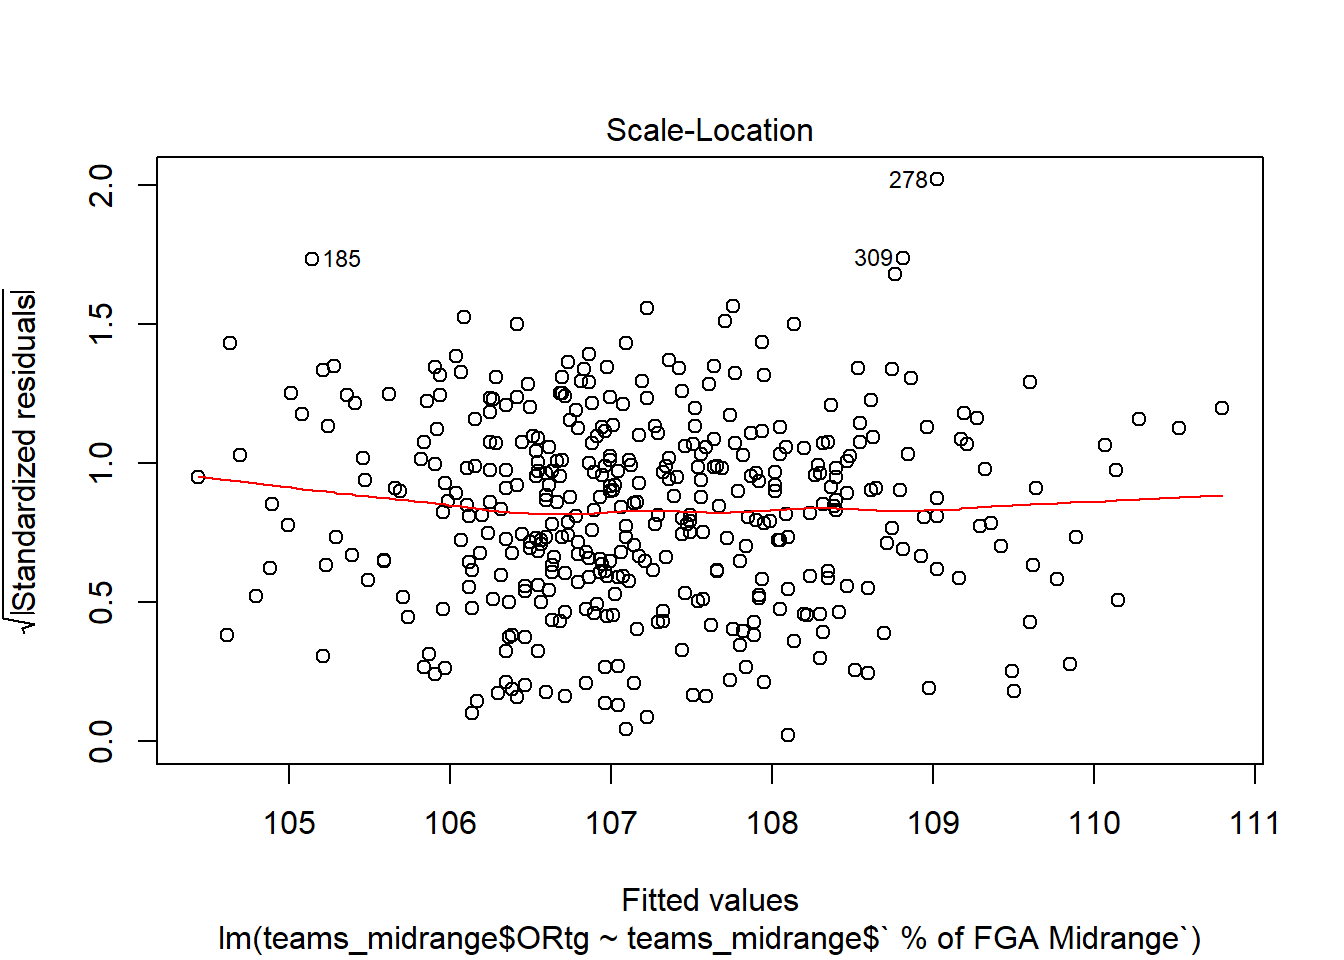 Scale-Location
√|Standardized residuals|
2.0
1.5
1.0
0.5
0.0
278
185
309
105 106 107 108 109 110 111
Fitted values
lm(teams_midrange$ORtg ~ teams_midrange$` % of FGA Midrange`)